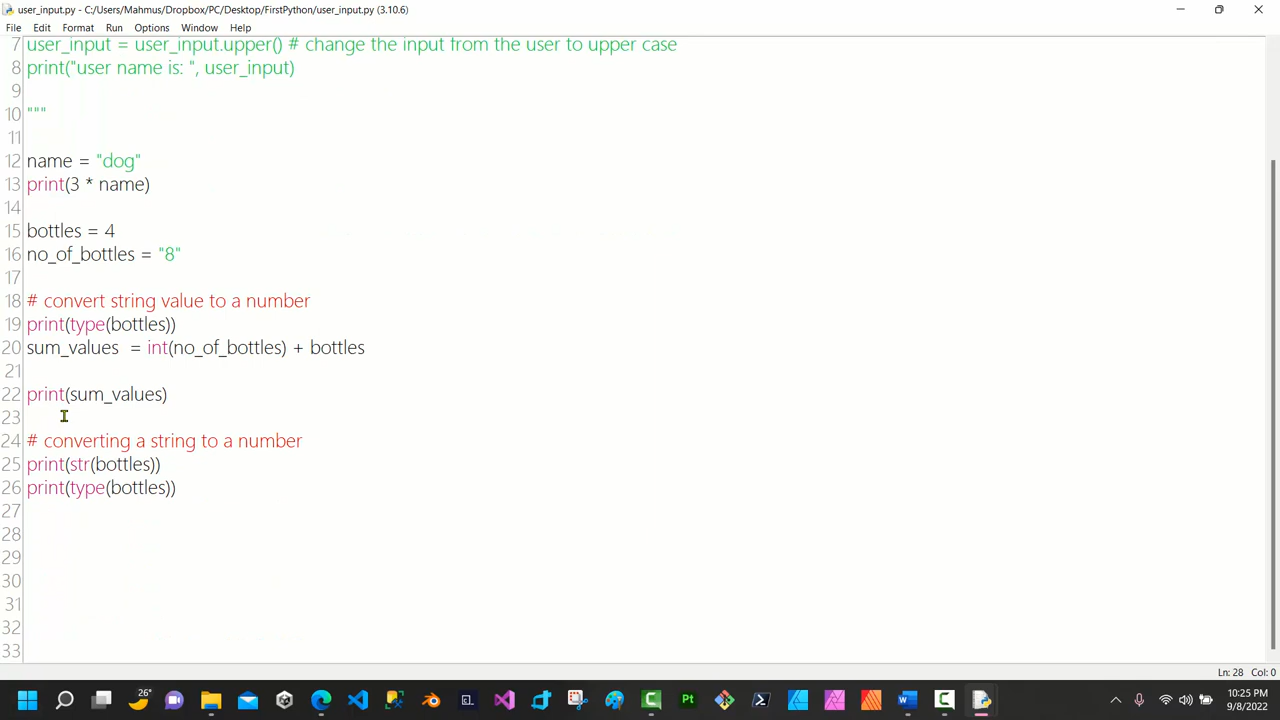 user_input.py - C:/Users/Mahmus/Dropbox/PC/Desktop/FirstPython/user_input.py (3.10.6)
File Edit Format Run Options Window Help
7 user_input = user_input.upper() # change the input from the user to upper case
8 print("user name is: ", user_input)
9
10 """
11
12 name = "dog"
13 print(3 * name)
14
15 bottles = 4
16 no_of_bottles = "8"
17
18 # convert string value to a number
19 print(type(bottles))
20 sum_values  = int(no_of_bottles) + bottles
21
22 print(sum_values)
23
24 # converting a string to a number
25 print(str(bottles))
26 print(type(bottles))
27
28
29
30
31
32
33
Ln: 28 Col: 0
26°
Pt
10:25 PM
9/8/2022